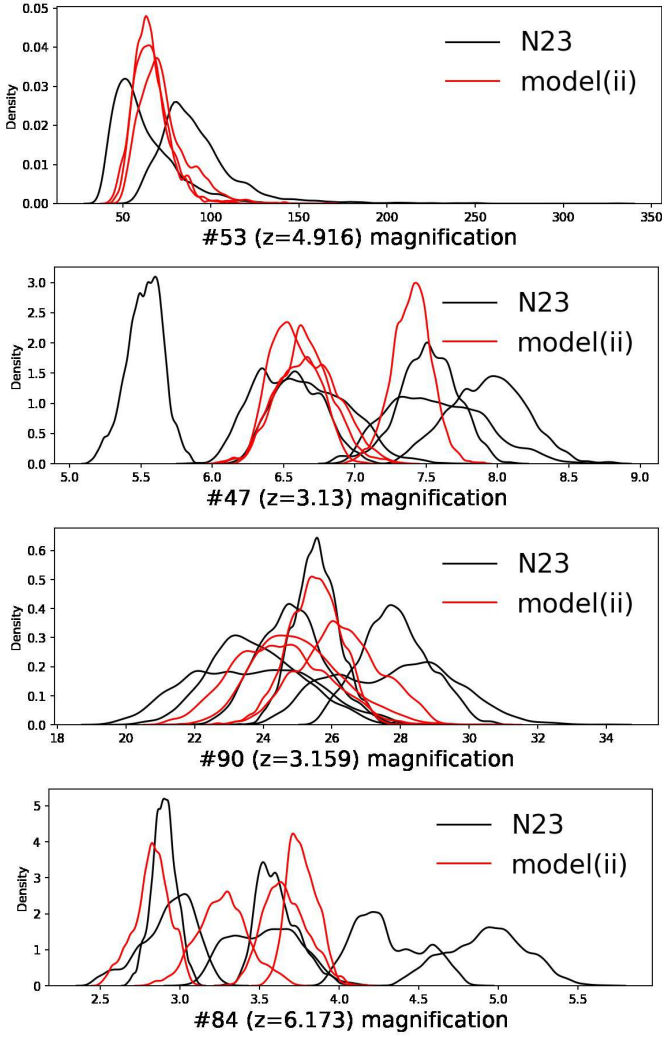 0.05
0.04
0.03
0.02
0.01
0.00
Density
N23
model(ii)
50 100 150 200 250 300 350
#53 (z=4.916) magnification
3.0
2.5
2.0
1.5
1.0
0.5
0.0
Density
N23
model(ii)
5.0 5.5 6.0 6.5 7.0 7.5 8.0 8.5 9.0
#47 (z=3.13) magnification
0.6
0.5
0.4
0.3
0.2
0.1
0.0
Density
N23
model(ii)
18 20 22 24 26 28 30 32 34
#90 (z=3.159) magnification
5
4
3
2
1
0
Density
N23
model(ii)
2.5 3.0 3.5 4.0 4.5 5.0 5.5
#84 (z=6.173) magnification